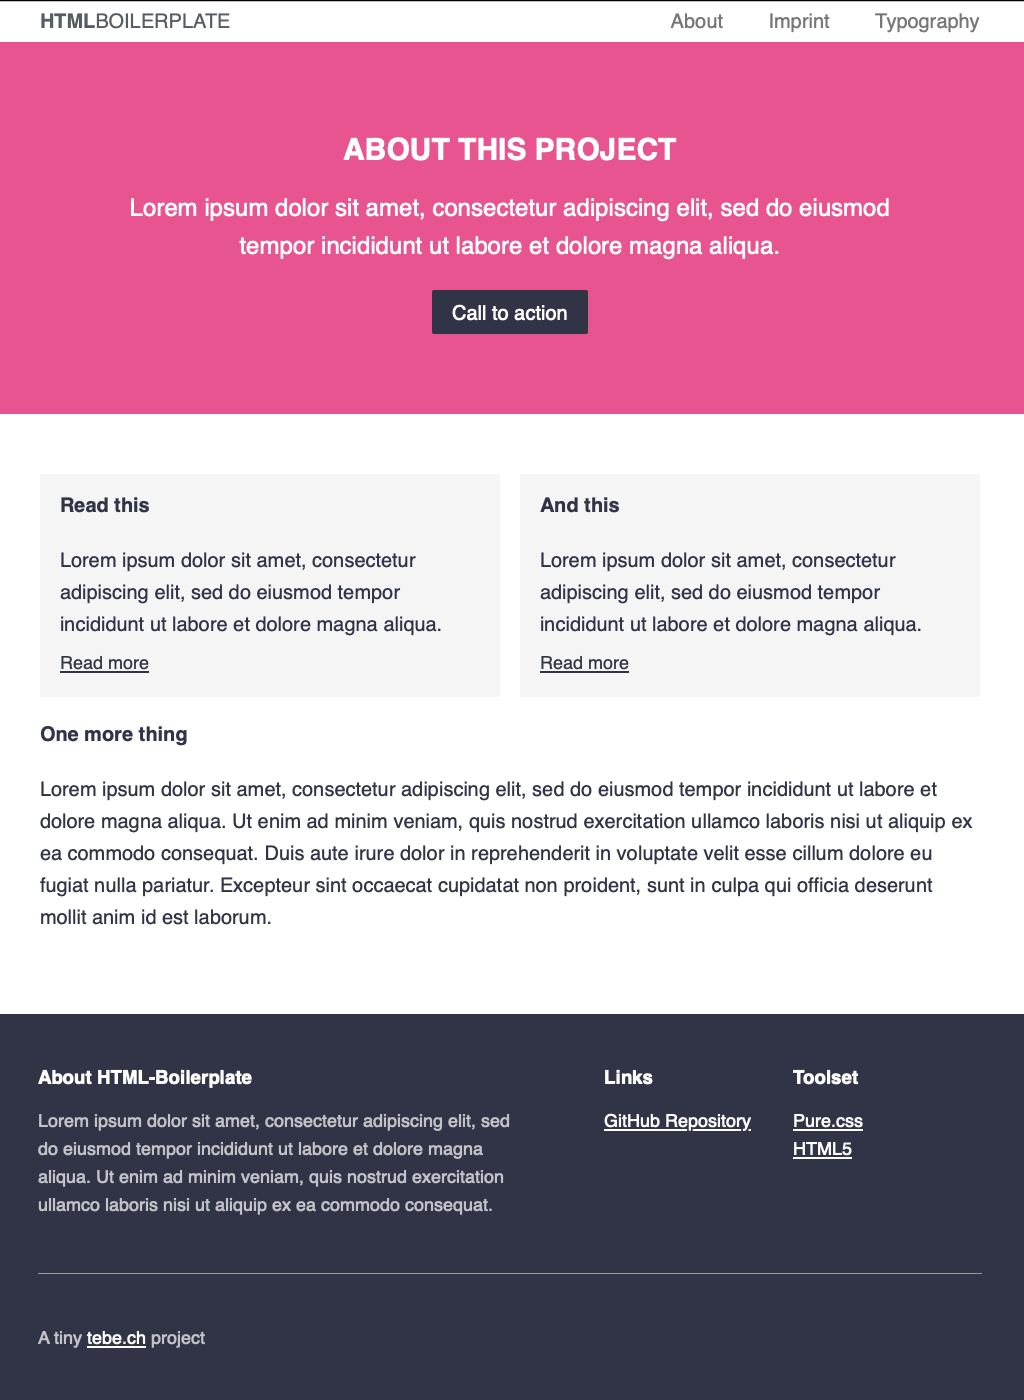 HTMLBOILERPLATE
About Imprint Typography
ABOUT THIS PROJECT
Lorem ipsum dolor sit amet, consectetur adipiscing elit, sed do eiusmod
tempor incididunt ut labore et dolore magna aliqua.
Call to action
Read this
Lorem ipsum dolor sit amet, consectetur
adipiscing elit, sed do eiusmod tempor
incididunt ut labore et dolore magna aliqua.
Read more
And this
Lorem ipsum dolor sit amet, consectetur
adipiscing elit, sed do eiusmod tempor
incididunt ut labore et dolore magna aliqua.
Read more
One more thing
Lorem ipsum dolor sit amet, consectetur adipiscing elit, sed do eiusmod tempor incididunt ut labore et
dolore magna aliqua. Ut enim ad minim veniam, quis nostrud exercitation ullamco laboris nisi ut aliquip ex
ea commodo consequat. Duis aute irure dolor in reprehenderit in voluptate velit esse cillum dolore eu
fugiat nulla pariatur. Excepteur sint occaecat cupidatat non proident, sunt in culpa qui officia deserunt
mollit anim id est laborum.
About HTML-Boilerplate
Lorem ipsum dolor sit amet, consectetur adipiscing elit, sed
do eiusmod tempor incididunt ut labore et dolore magna
aliqua. Ut enim ad minim veniam, quis nostrud exercitation
ullamco laboris nisi ut aliquip ex ea commodo consequat.
Links
GitHub Repository
Toolset
Pure.css
HTML5
A tiny tebe.ch project